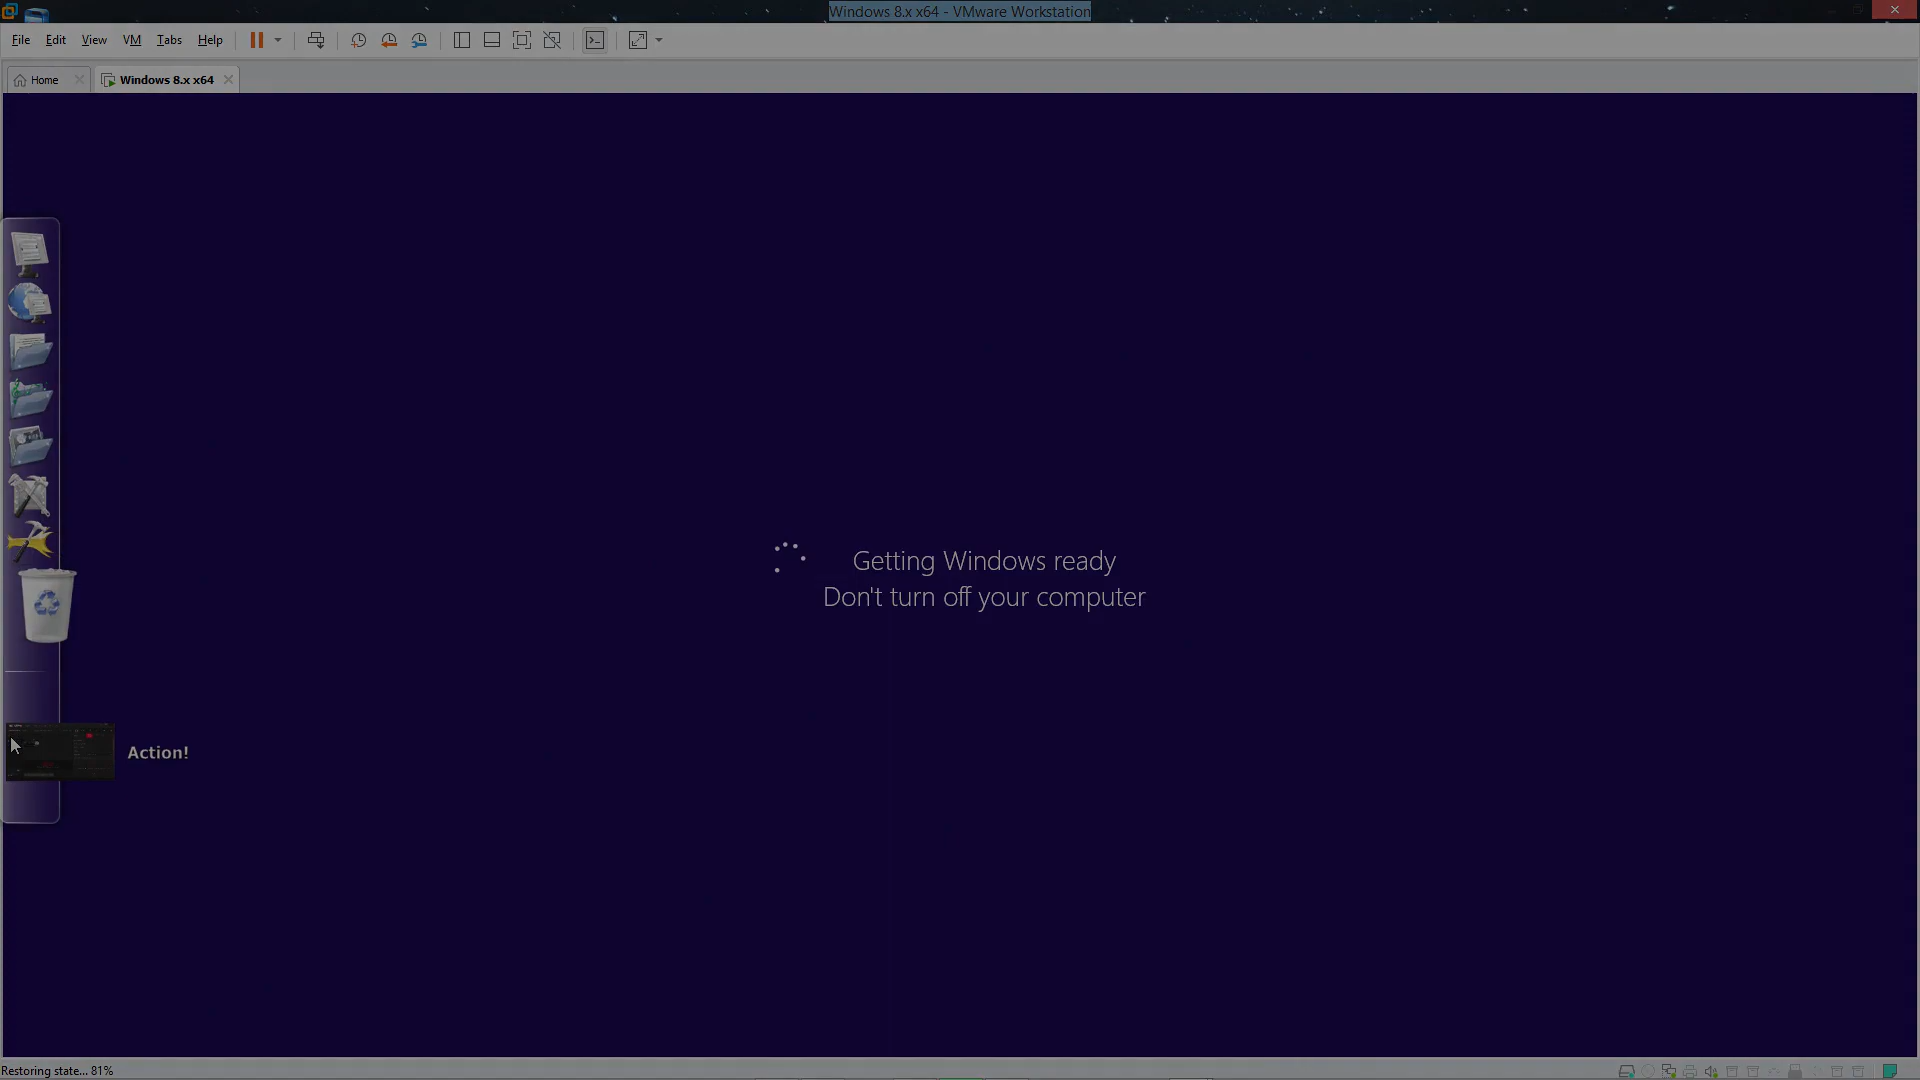 Windows 8.x x64 - VMware Workstation
File Edit View VM Tabs Help
Home Windows 8.x x64
Getting Windows ready
Don't turn off your computer
Action!
Restoring state... 81%